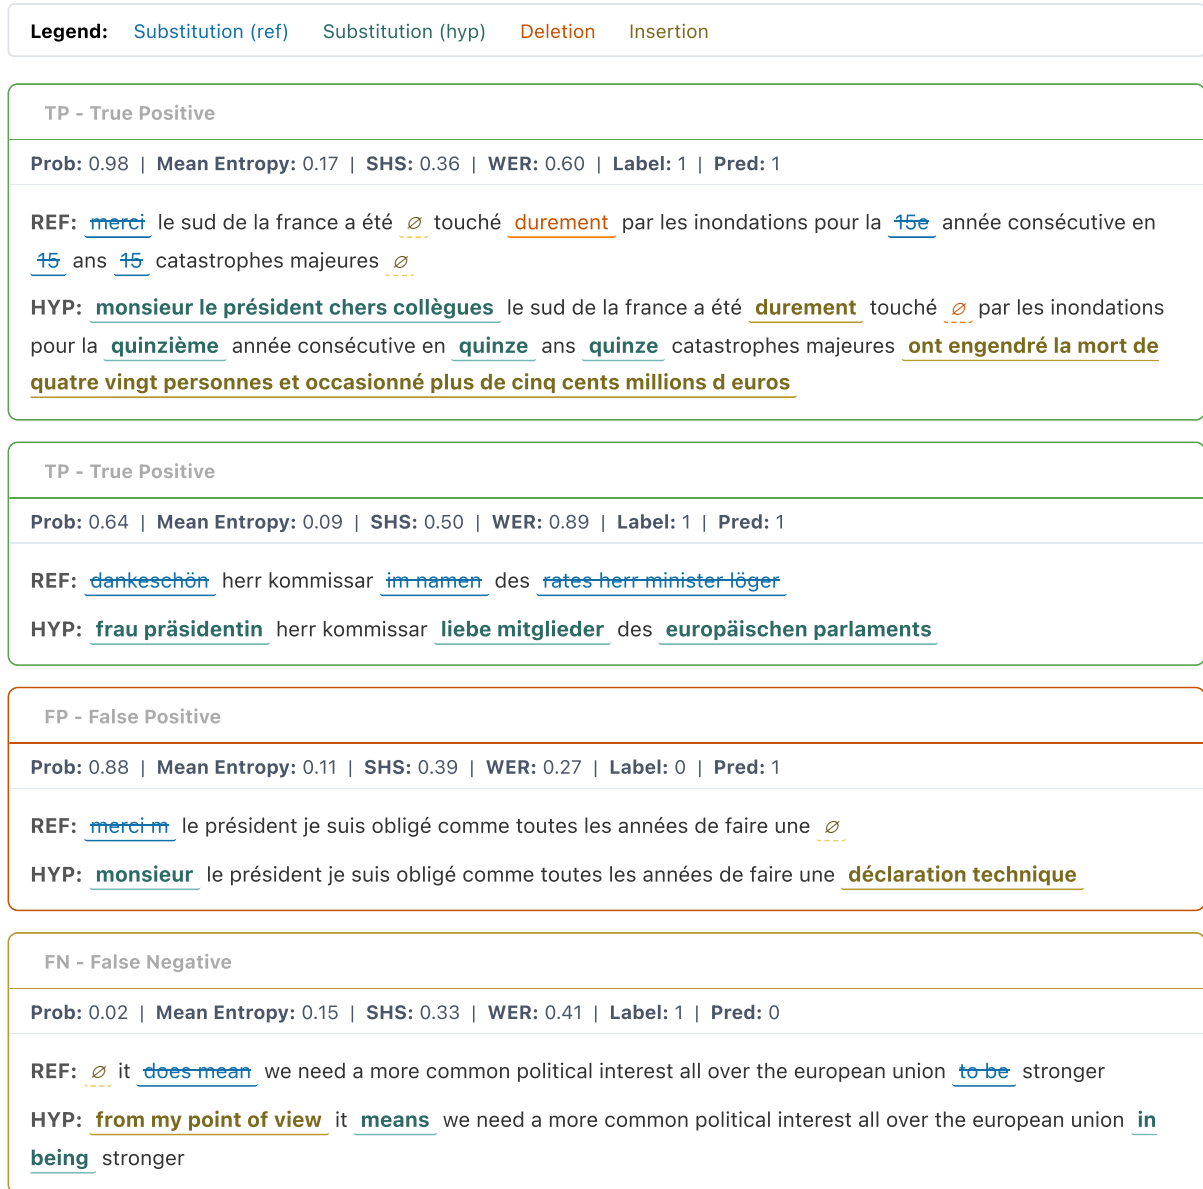 Legend: Substitution (ref) Substitution (hyp) Deletion Insertion
TP - True Positive
Prob: 0.98 | Mean Entropy: 0.17 | SHS: 0.36 | WER: 0.60 | Label: 1 | Pred: 1
REF: merci le sud de la france a été ∅ touché durement par les inondations pour la 15e année consécutive en
15 ans 15 catastrophes majeures ∅
HYP: monsieur le président chers collègues le sud de la france a été durement touché ∅ par les inondations
pour la quinzième année consécutive en quinze ans quinze catastrophes majeures ont engendré la mort de
quatre vingt personnes et occasionné plus de cinq cents millions d euros
TP - True Positive
Prob: 0.64 | Mean Entropy: 0.09 | SHS: 0.50 | WER: 0.89 | Label: 1 | Pred: 1
REF: dankeschön herr kommissar im namen des rates herr minister löger
HYP: frau präsidentin herr kommissar liebe mitglieder des europäischen parlaments
FP - False Positive
Prob: 0.88 | Mean Entropy: 0.11 | SHS: 0.39 | WER: 0.27 | Label: 0 | Pred: 1
REF: merci m le président je suis obligé comme toutes les années de faire une ∅
HYP: monsieur le président je suis obligé comme toutes les années de faire une déclaration technique
FN - False Negative
Prob: 0.02 | Mean Entropy: 0.15 | SHS: 0.33 | WER: 0.41 | Label: 1 | Pred: 0
REF: ∅ it does mean we need a more common political interest all over the european union to be stronger
HYP: from my point of view it means we need a more common political interest all over the european union in
being stronger